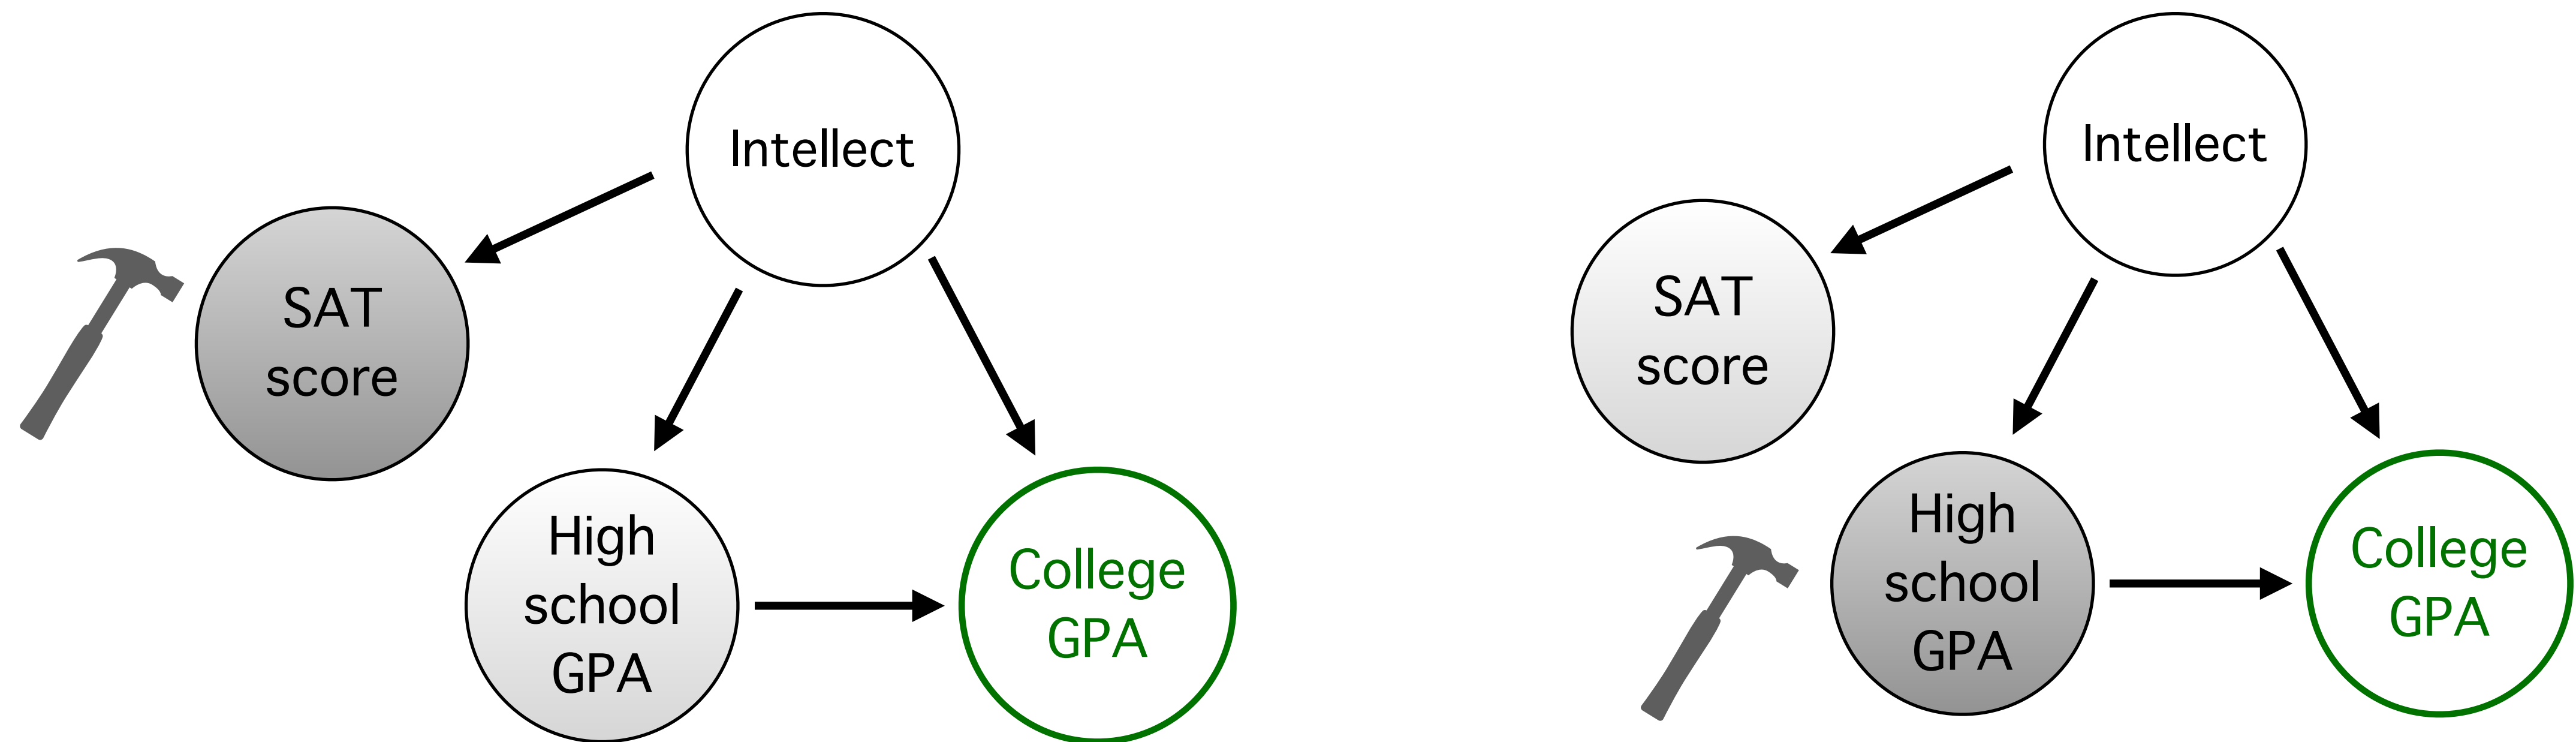 Intellect
SAT
score
High
school
GPA
College
GPA
Intellect
SAT
score
High
school
GPA
College
GPA